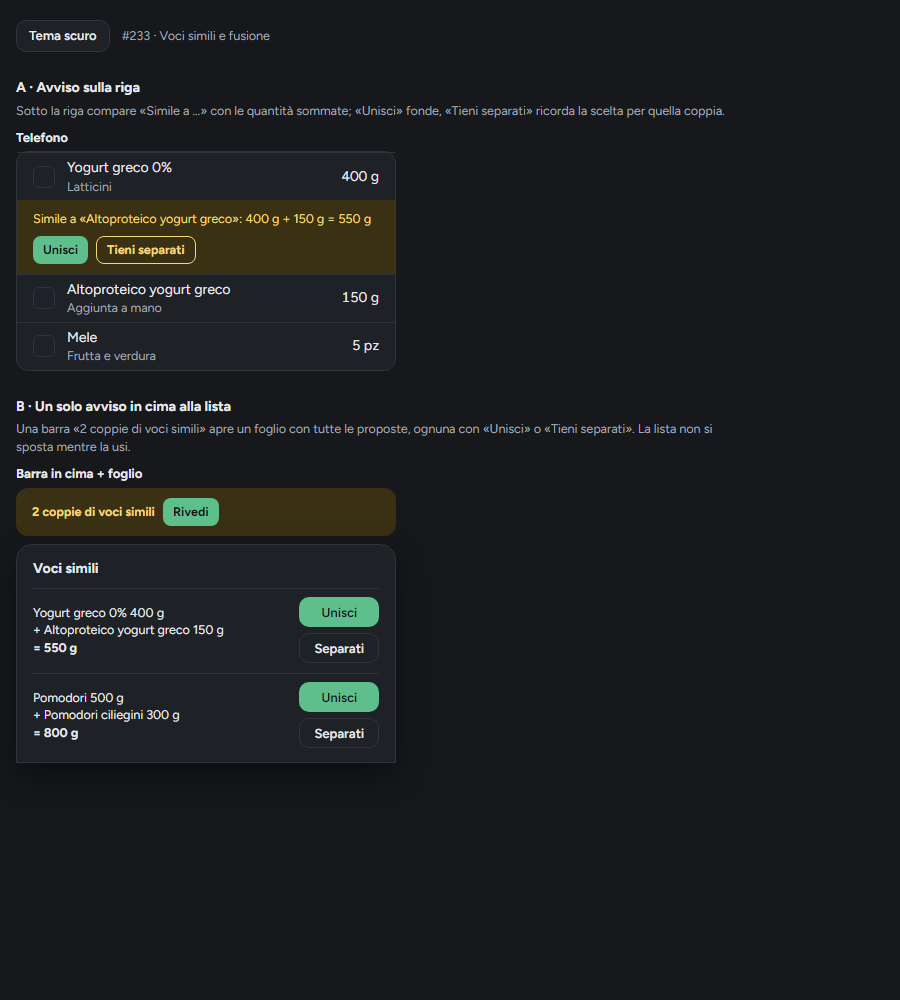 Tema scuro
#233 · Voci simili e fusione
A · Avviso sulla riga
Sotto la riga compare «Simile a ...» con le quantità sommate; «Unisci» fonde, «Tieni separati» ricorda la scelta per quella coppia.
Telefono
Yogurt greco 0%
400 g
Latticini
Simile a «Altoproteico yogurt greco»: 400 g + 150 g = 550 g
Unisci
Tieni separati
Altoproteico yogurt greco
150 g
Aggiunta a mano
Mele
5 pz
Frutta e verdura
B · Un solo avviso in cima alla lista
Una barra «2 coppie di voci simili» apre un foglio con tutte le proposte, ognuna con «Unisci» o «Tieni separati». La lista non si
sposta mentre la usi.
Barra in cima + foglio
2 coppie di voci simili
Rivedi
Voci simili
Yogurt greco 0% 400 g
+ Altoproteico yogurt greco 150 g
= 550 g
Unisci
Separati
Pomodori 500 g
+ Pomodori ciliegini 300 g
= 800 g
Unisci
Separati